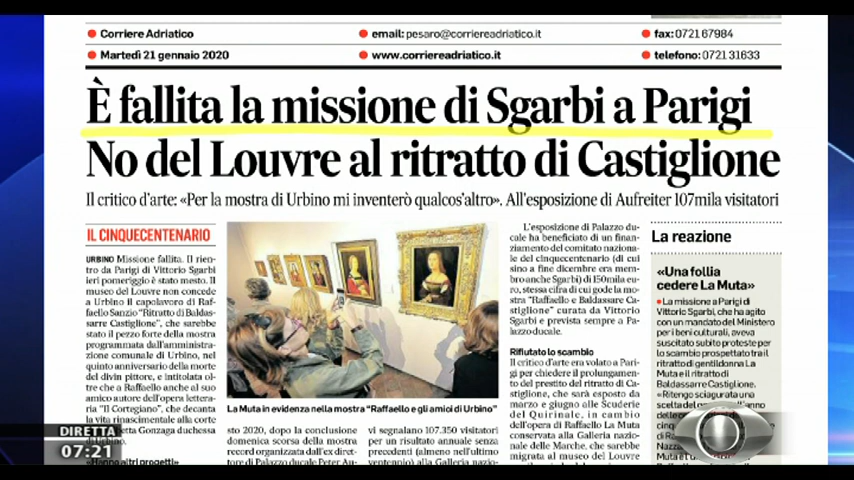 Corriere Adriatico
email: pesaro@corriereadriatico.it
fax: 0721 67984
Martedì 21 gennaio 2020
www.corriereadriatico.it
telefono: 0721 31633
È fallita la missione di Sgarbi a Parigi
No del Louvre al ritratto di Castiglione
Il critico d'arte: «Per la mostra di Urbino mi inventerò qualcos'altro». All'esposizione di Aufreiter 107mila visitatori
IL CINQUECENTENARIO
URBINO Missione fallita. Il rien-
tro da Parigi di Vittorio Sgarbi
ieri pomeriggio è stato mesto. Il
museo del Louvre non concede
a Urbino il capolavoro di Raf-
faello Sanzio "Ritratto di Baldas-
sarre Castiglione", che sarebbe
stato il pezzo forte della mostra
programmata dall'amministra-
zione comunale di Urbino, nel
quinto anniversario della morte
del divin pittore, e intitolata ol-
tre che a Raffaello anche al suo
amico autore dell'opera lettera-
ria "Il Cortegiano", che decanta
la vita rinascimentale alla corte
etta Gonzaga duchessa
di Urbino.
La Muta in evidenza nella mostra "Raffaello e gli amici di Urbino"
sto 2020, dopo la conclusione
domenica scorsa della mostra
record organizzata dall'ex diret-
tore di Palazzo ducale Peter Au-
vi segnalano 107.350 visitatori
per un risultato annuale senza
precedenti (almeno nell'ultimo
ventennio) alla Galleria nazio-
L'esposizione di Palazzo du-
cale ha beneficiato di un finan-
ziamento del comitato naziona-
le del cinquecentenario (di cui
sino a fine dicembre era mem-
bro anche Sgarbi) di 150mila eu-
ro, stessa cifra di cui gode la mo-
stra "Raffaello e Baldassarre Ca-
stiglione" curata da Vittorio
Sgarbi e prevista sempre a Pa-
lazzo ducale.
Rifiutato lo scambio
Il critico d'arte era volato a Pari-
gi per chiedere il prolungamen-
to del prestito del ritratto di Ca-
stiglione, che sarà esposto da
marzo e giugno alle Scuderie
del Quirinale, in cambio
dell'opera di Raffaello La Muta
conservata alla Galleria nazio-
nale delle Marche, che sarebbe
migrata al museo del Louvre
La reazione
«Una follia
cedere La Muta»
La missione a Parigi di
Vittorio Sgarbi, che ha agito
con un mandato del Ministero
per i beni culturali, aveva
suscitato subito proteste per
lo scambio prospettato tra il
ritratto di gentildonna La
Muta e il ritratto di
Baldassarre Castiglione.
«Ritengo sciagurata una
scelta del
DIRETTA
07:21